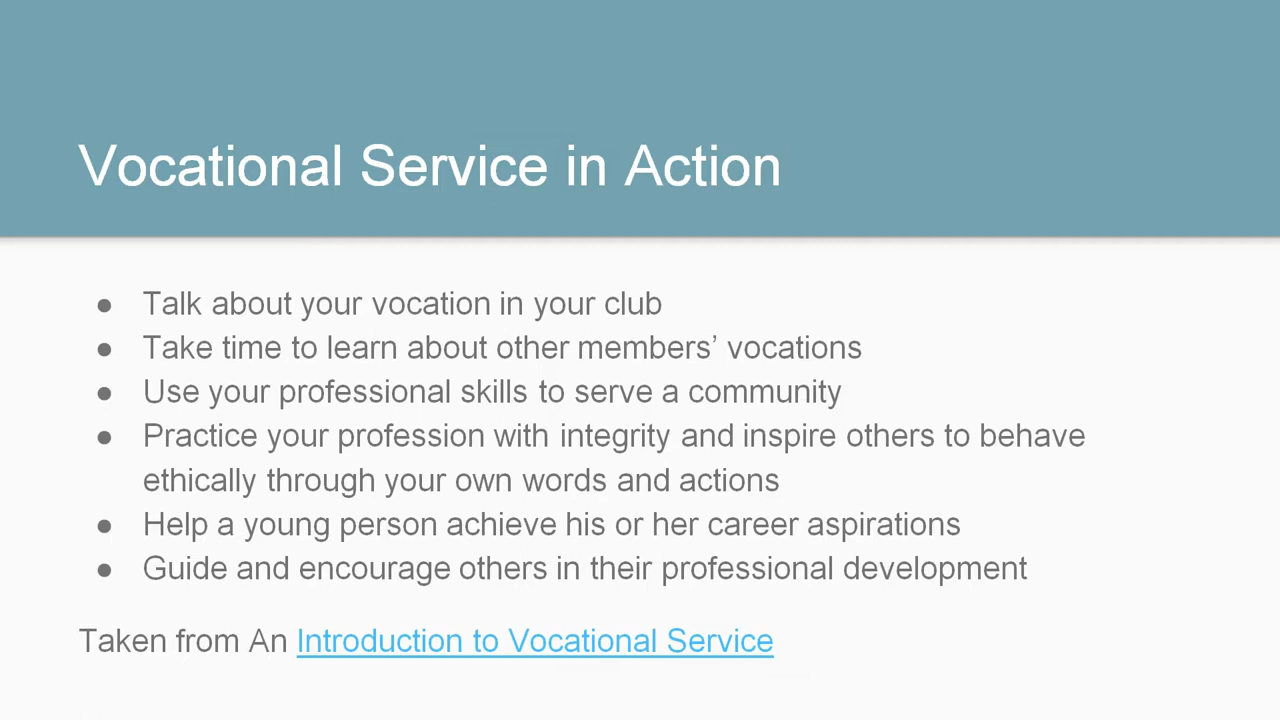 Vocational Service in Action
● Talk about your vocation in your club
● Take time to learn about other members’ vocations
● Use your professional skills to serve a community
● Practice your profession with integrity and inspire others to behave
ethically through your own words and actions
● Help a young person achieve his or her career aspirations
● Guide and encourage others in their professional development
Taken from An Introduction to Vocational Service